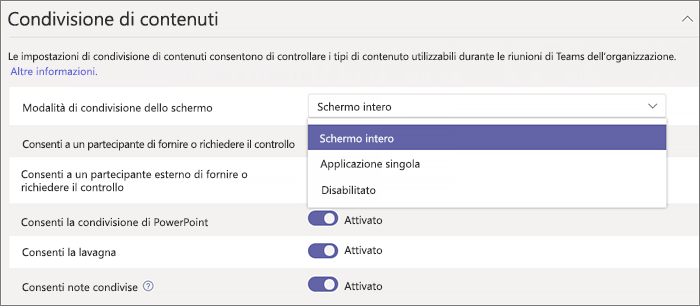 Condivisione di contenuti
Le impostazioni di condivisione di contenuti consentono di controllare i tipi di contenuto utilizzabili durante le riunioni di Teams dell'organizzazione.
Altre informazioni.
Modalità di condivisione dello schermo
Schermo intero
Schermo intero
Consenti a un partecipante di fornire o richiedere il controllo
Applicazione singola
Consenti a un partecipante esterno di fornire o
richiedere il controllo
Disabilitato
Consenti la condivisione di PowerPoint
Attivato
Consenti la lavagna
Attivato
Consenti note condivise
Attivato